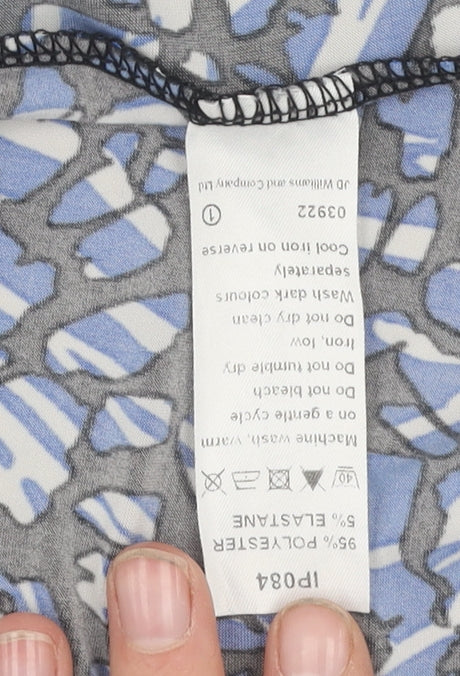 IP084
95% POLYESTER
5% ELASTANE
40
Machine wash, warm
on a gentle cycle
Do not bleach
Do not tumble dry
Iron, low
Do not dry clean
Wash dark colours
separately
Cool iron on reverse
03922 1
JD Williams and Company Ltd